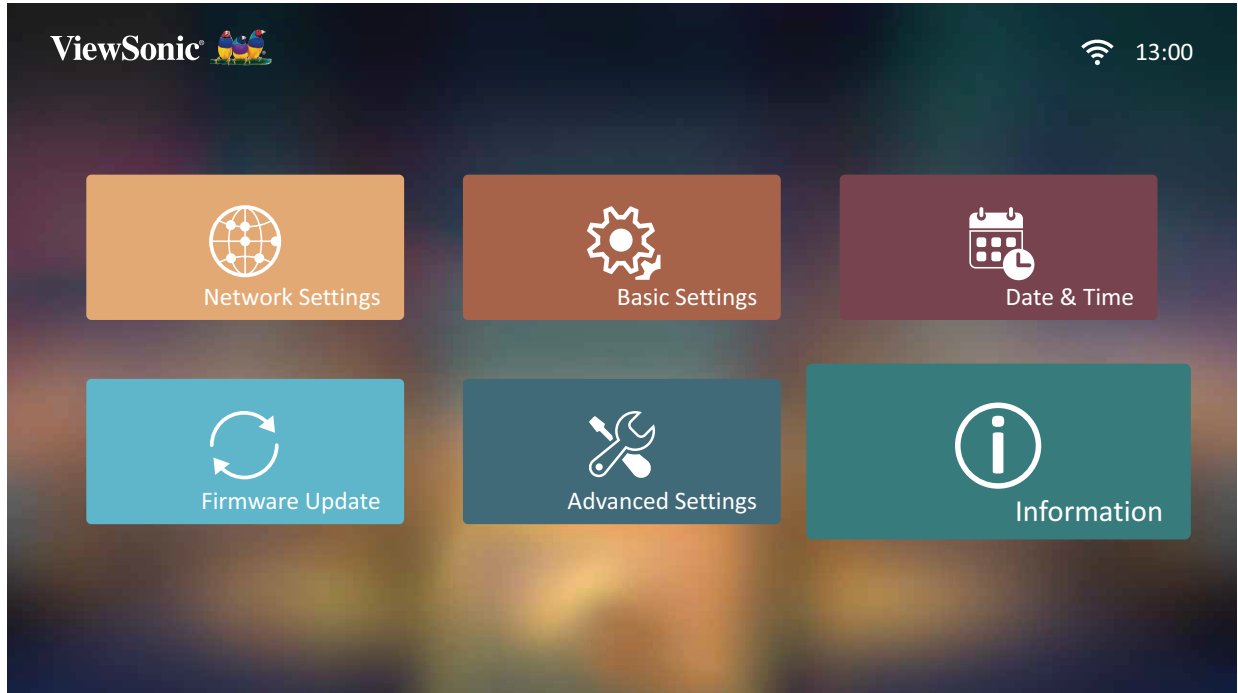 ViewSonic®
13:00
Network Settings
Basic Settings
Date & Time
Firmware Update
Advanced Settings
Information